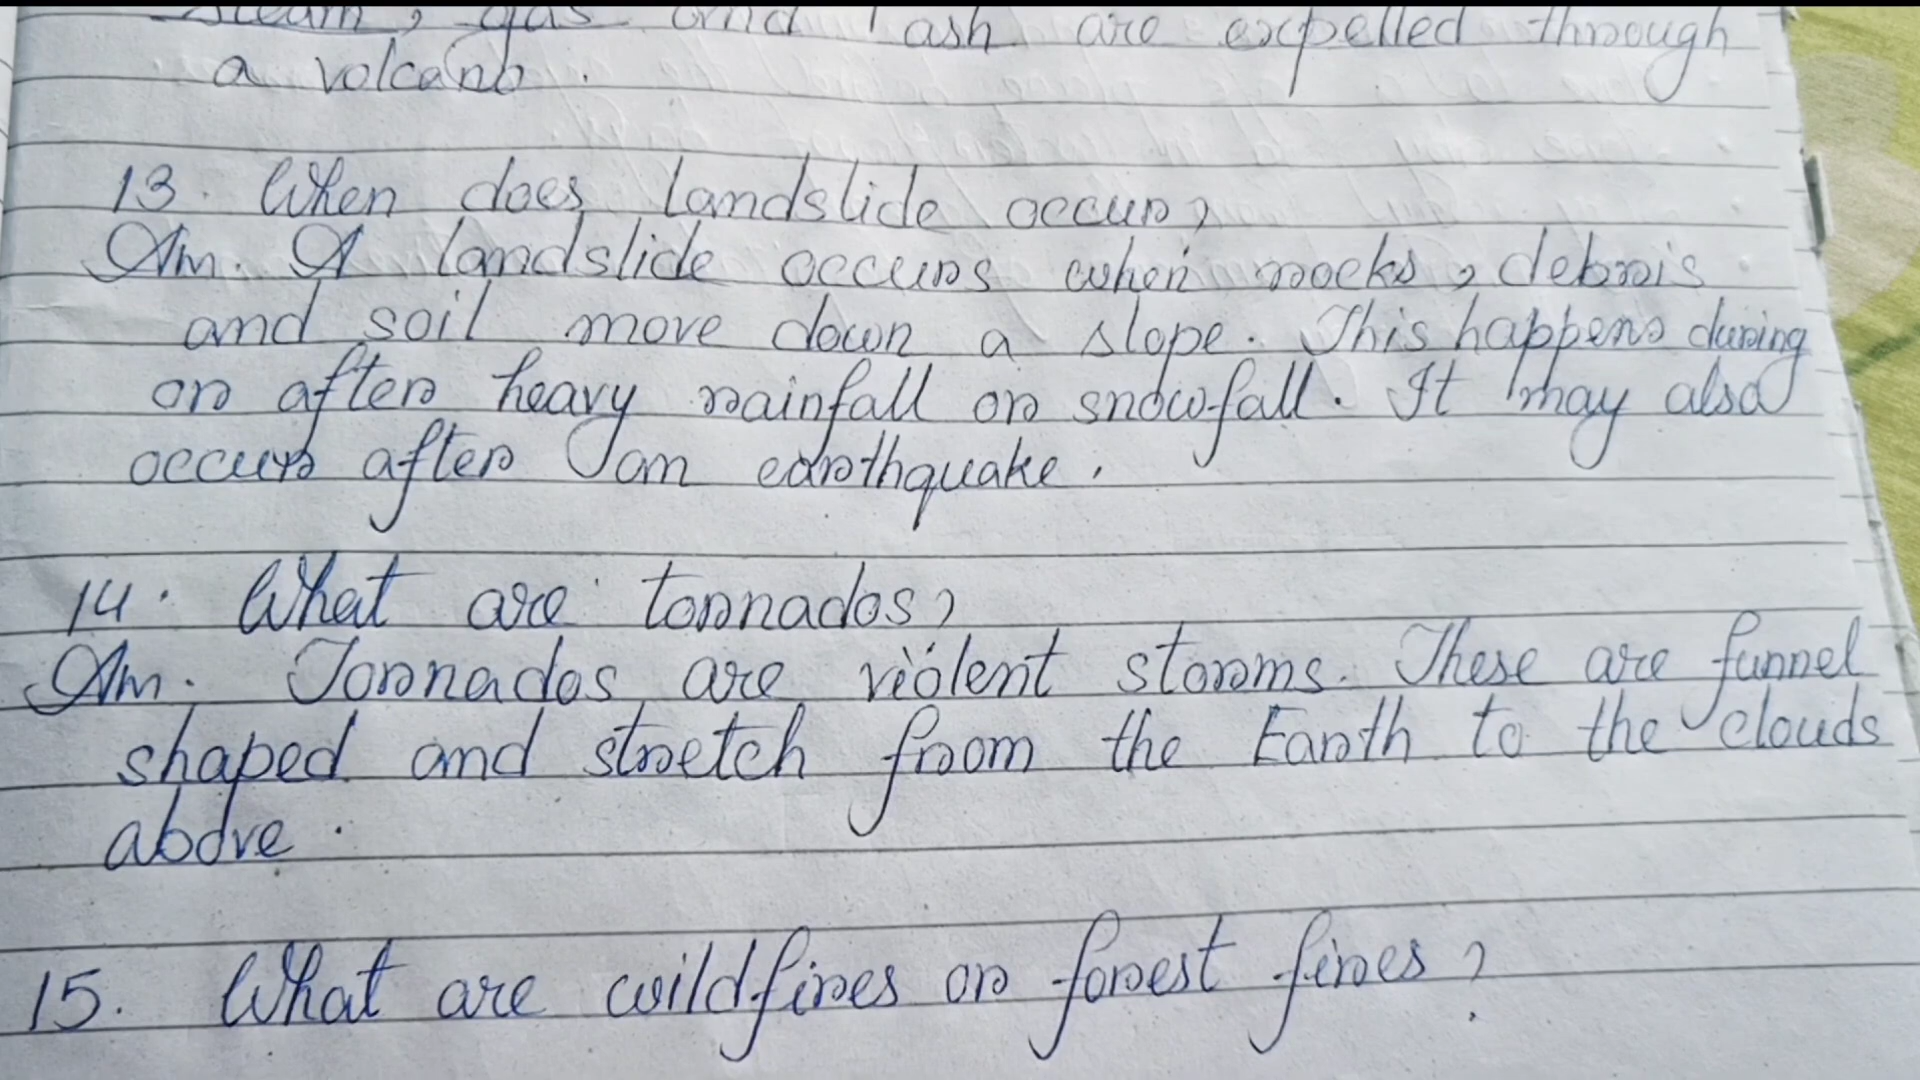 steam, gas and ash are expelled through
a volcano.
13. When does landslide occur?
Ans. A landslide occurs when rocks, debris
and soil move down a slope. This happens during
or after heavy rainfall or snowfall. It may also
occur after an earthquake.
14. What are tornados?
Ans. Tornados are violent storms. These are funnel
shaped and stretch from the Earth to the clouds
above.
15. What are wildfires or forest fires?